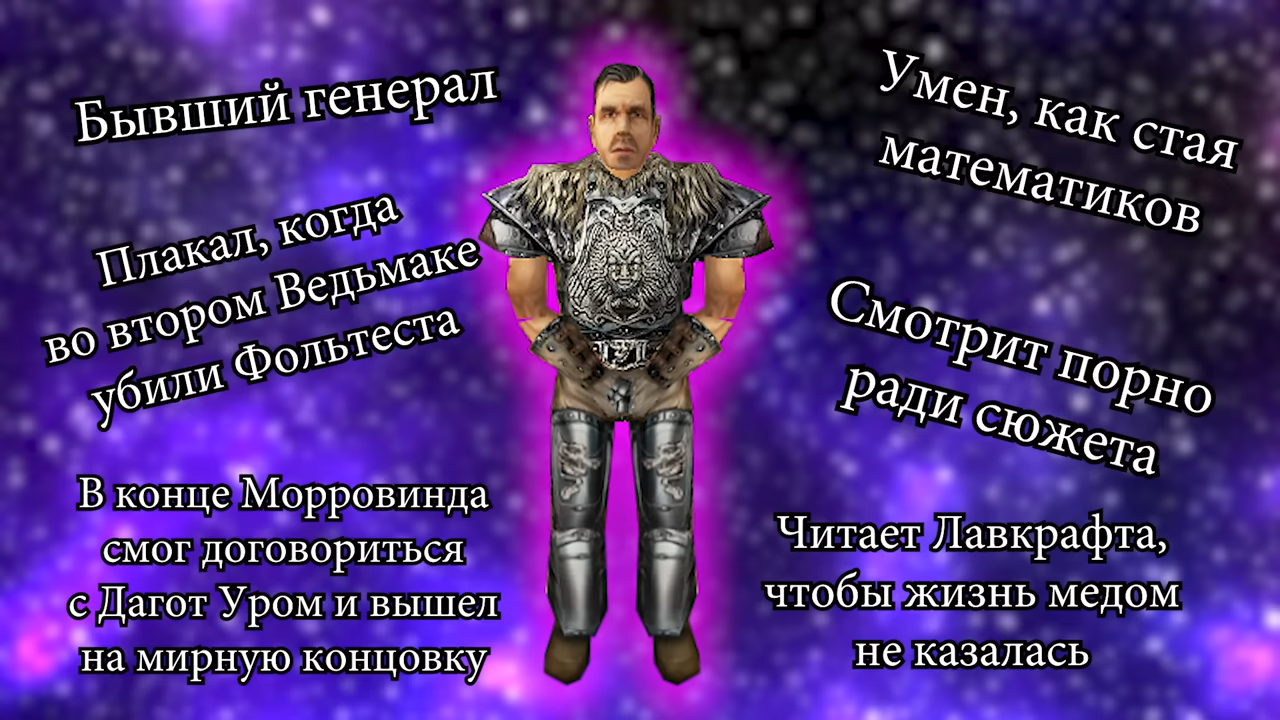 Бывший генерал
Плакал, когда
во втором Ведьмаке
убили Фольтеста
В конце Морровинда
смог договориться
с Дагот Уром и вышел
на мирную концовку
Умен, как стая
математиков
Смотрит порно
ради сюжета
Читает Лавкрафта,
чтобы жизнь медом
не казалась